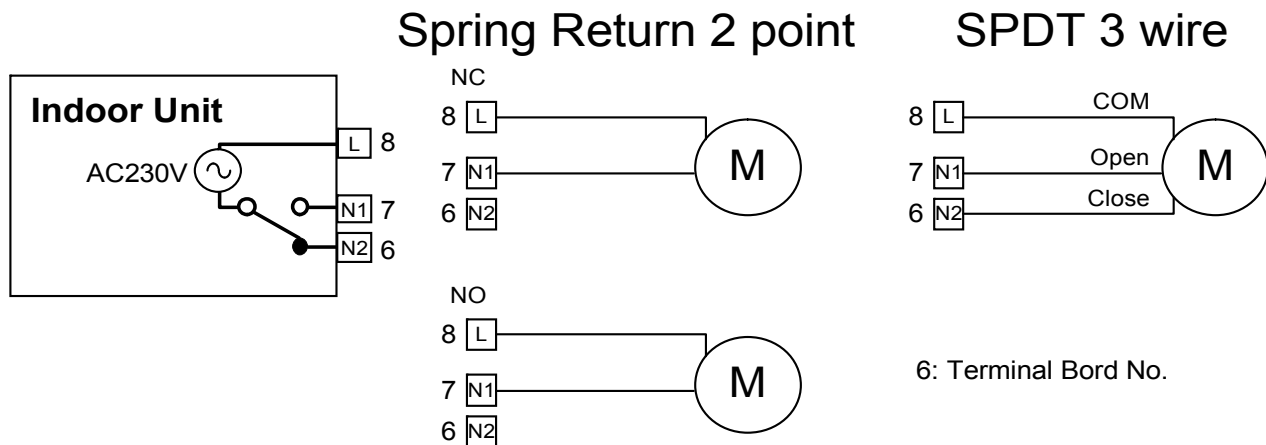 Spring Return 2 point
SPDT 3 wire
Indoor Unit
AC230V
L 8
N1 7
N2 6
NC
8 L
7 N1
6 N2
M
NO
8 L
7 N1
6 N2
M
8 L
7 N1
6 N2
COM
Open
Close
M
6: Terminal Bord No.